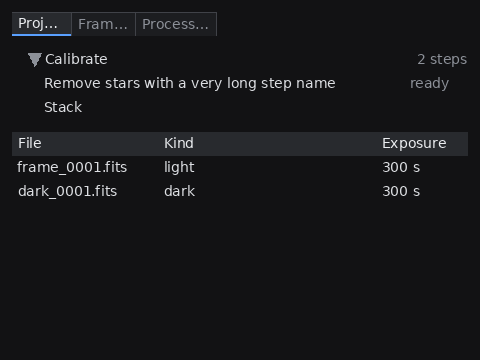 Proj... Fram... Process...
Calibrate 2 steps
Remove stars with a very long step name ready
Stack
File Kind Exposure
frame_0001.fits light 300 s
dark_0001.fits dark 300 s